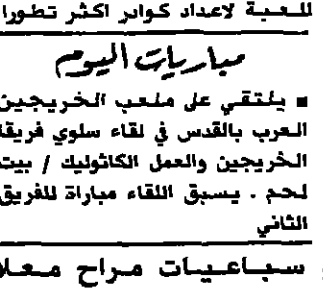 للعبة لاعداد كوادر اكثر تطورا
مباريات اليوم
■ يلتقي على ملعب الخريجين
العرب بالقدس في لقاء سلوي فريقا
الخريجين والعمل الكاثوليك / بيت
لحم . يسبق اللقاء مباراة للفريق
الثاني
سباعيات مراح معلا